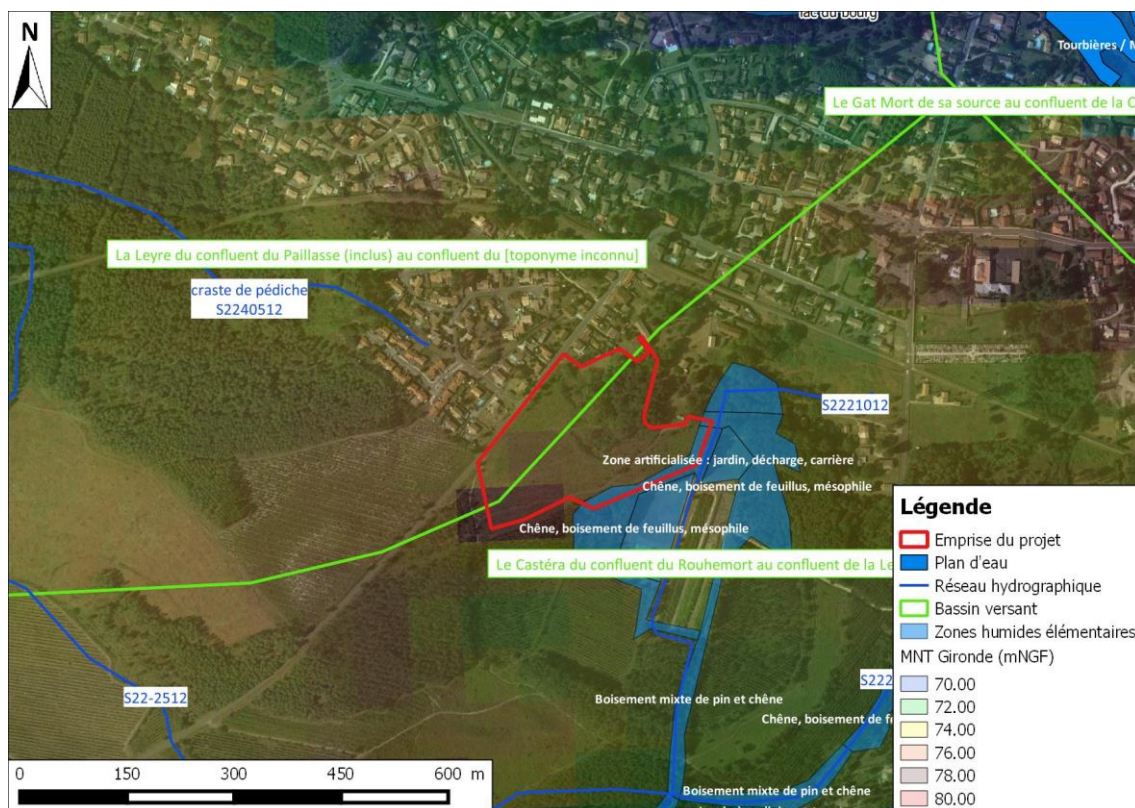 lac du bourg
N
Tourbières / M
Le Gat Mort de sa source au confluent de la C
La Leyre du confluent du Paillasse (inclus) au confluent du [toponyme inconnu]
craste de pédiche
S2240512
S2221012
Zone artificialisée : jardin, décharge, carrière
Chêne, boisement de feuillus, mésophile
Chêne, boisement de feuillus, mésophile
Le Castéra du confluent du Rouhemort au confluent de la Le
Légende
Emprise du projet
Plan d'eau
Réseau hydrographique
Bassin versant
Zones humides élémentaires
MNT Gironde (mNGF)
70.00
72.00
74.00
76.00
78.00
80.00
S22-2512
S222
Boisement mixte de pin et chêne
Chêne, boisement de fe
0 150 300 450 600 m
Boisement mixte de pin et chêne